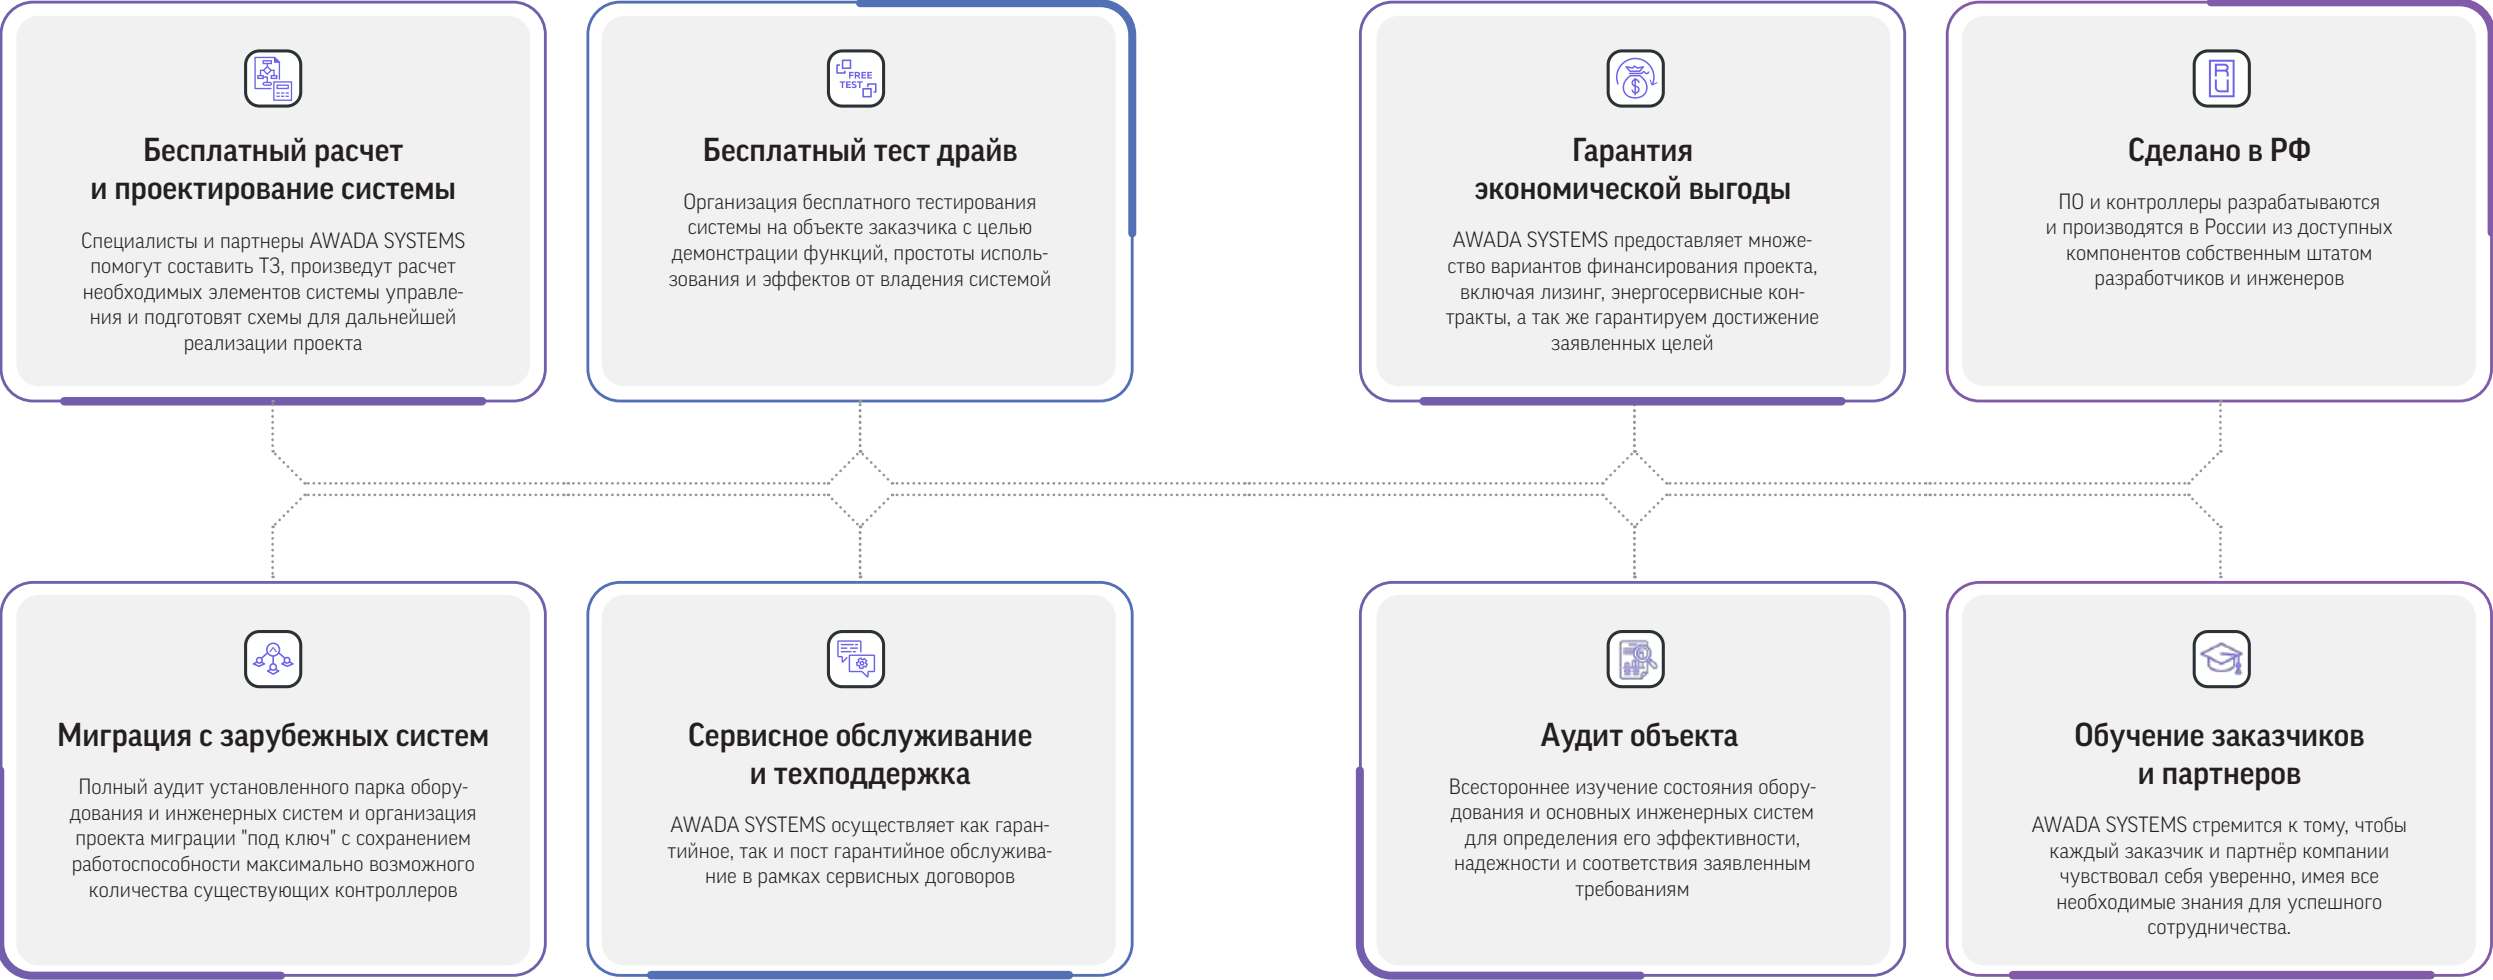 Бесплатный расчет
и проектирование системы
Специалисты и партнеры AWADA SYSTEMS
помогут составить ТЗ, произведут расчет
необходимых элементов системы управле-
ния и подготовят схемы для дальнейшей
реализации проекта
FREE
TEST
Бесплатный тест драйв
Организация бесплатного тестирования
системы на объекте заказчика с целью
демонстрации функций, простоты исполь-
зования и эффектов от владения системой
$
Гарантия
экономической выгоды
AWADA SYSTEMS предоставляет множе-
ство вариантов финансирования проекта,
включая лизинг, энергосервисные кон-
тракты, а так же гарантируем достижение
заявленных целей
RU
Сделано в РФ
ПО и контроллеры разрабатываются
и производятся в России из доступных
компонентов собственным штатом
разработчиков и инженеров
Миграция с зарубежных систем
Полный аудит установленного парка обору-
дования и инженерных систем и организация
проекта миграции "под ключ" с сохранением
работоспособности максимально возможного
количества существующих контроллеров
Сервисное обслуживание
и техподдержка
AWADA SYSTEMS осуществляет как гаран-
тийное, так и пост гарантийное обслужива-
ние в рамках сервисных договоров
Аудит объекта
Всестороннее изучение состояния обору-
дования и основных инженерных систем
для определения его эффективности,
надежности и соответствия заявленным
требованиям
Обучение заказчиков
и партнеров
AWADA SYSTEMS стремится к тому, чтобы
каждый заказчик и партнёр компании
чувствовал себя уверенно, имея все
необходимые знания для успешного
сотрудничества.